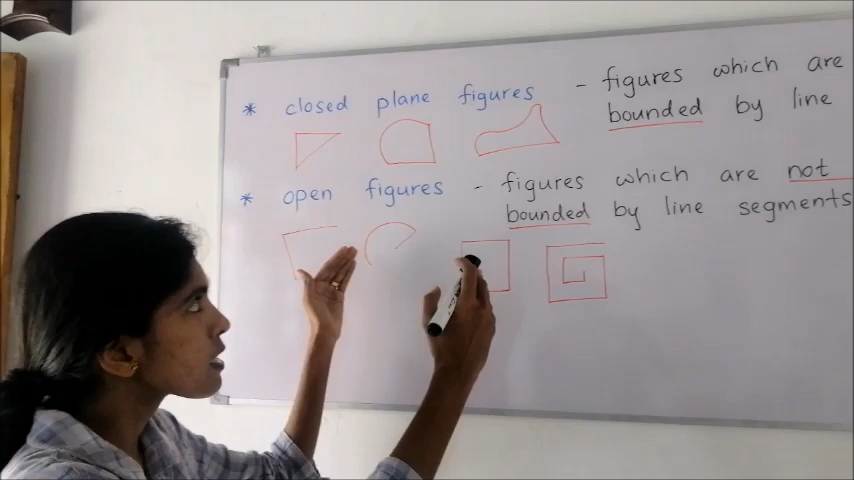 * closed plane figures - figures which are
bounded by line
* open figures - figures which are not
bounded by line segments